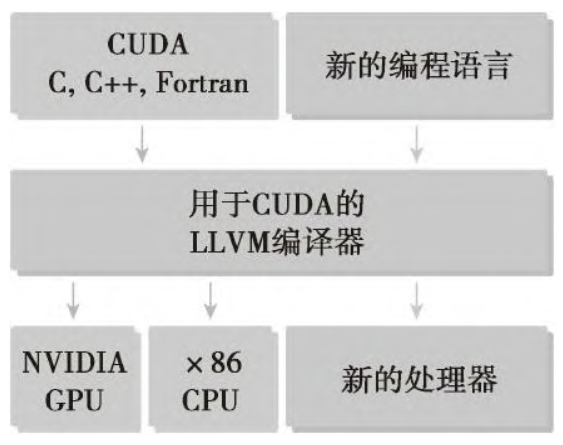 CUDA
C, C++, Fortran
新的编程语言
用于CUDA的
LLVM编译器
NVIDIA
GPU
×86
CPU
新的处理器